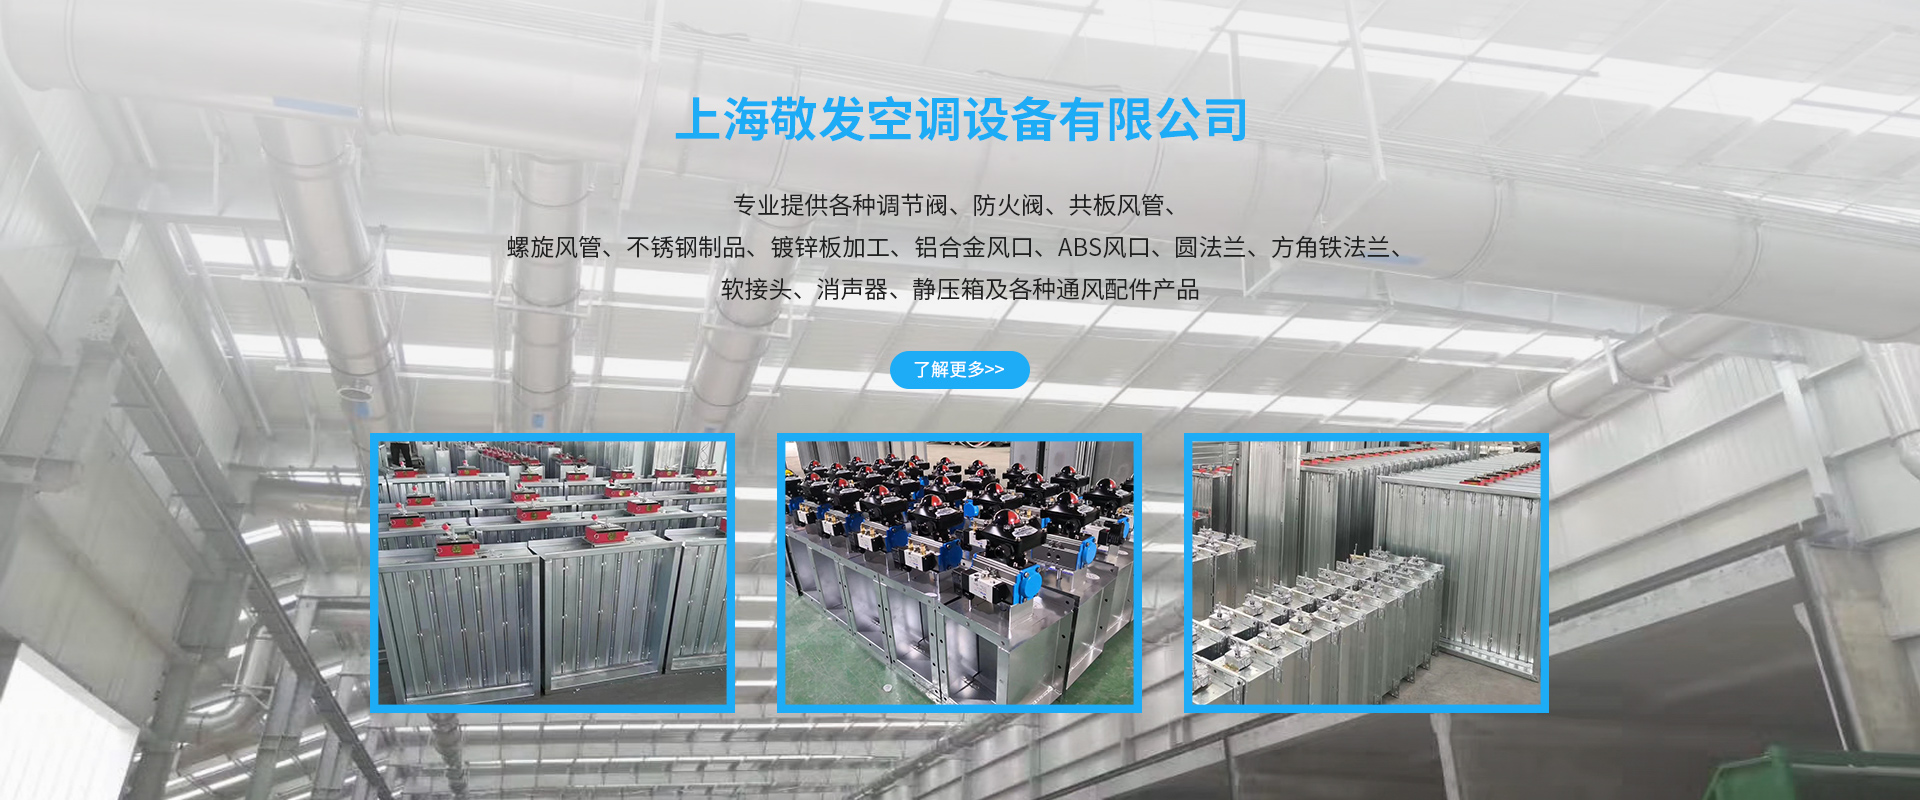 上海敬发空调设备有限公司
专业提供各种调节阀、防火阀、共板风管、
螺旋风管、不锈钢制品、镀锌板加工、铝合金风口、ABS风口、圆法兰、方角铁法兰、
软接头、消声器、静压箱及各种通风配件产品
了解更多>>